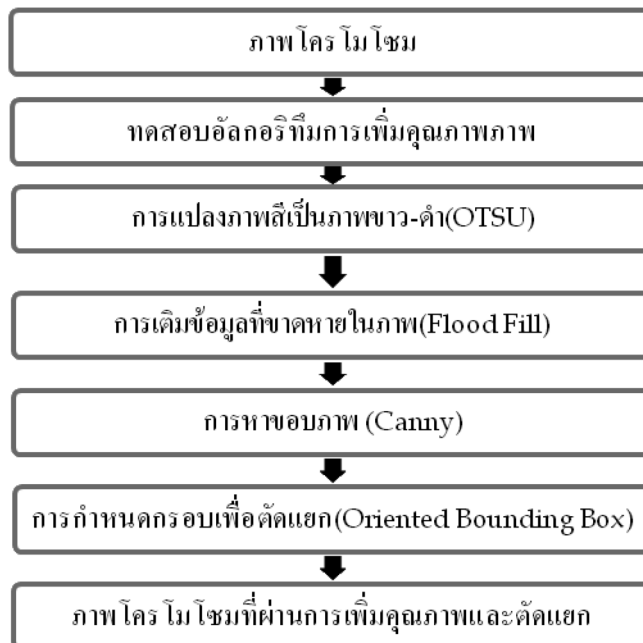 ภาพโครโมโซม
ทดสอบอัลกอริทึมการเพิ่มคุณภาพภาพ
การแปลงภาพสีเป็นภาพขาว-ดำ(OTSU)
การเติมข้อมูลที่ขาดหายในภาพ(Flood Fill)
การหาขอบภาพ (Canny)
การกำหนดกรอบเพื่อตัดแยก(Oriented Bounding Box)
ภาพโครโมโซมที่ผ่านการเพิ่มคุณภาพและตัดแยก